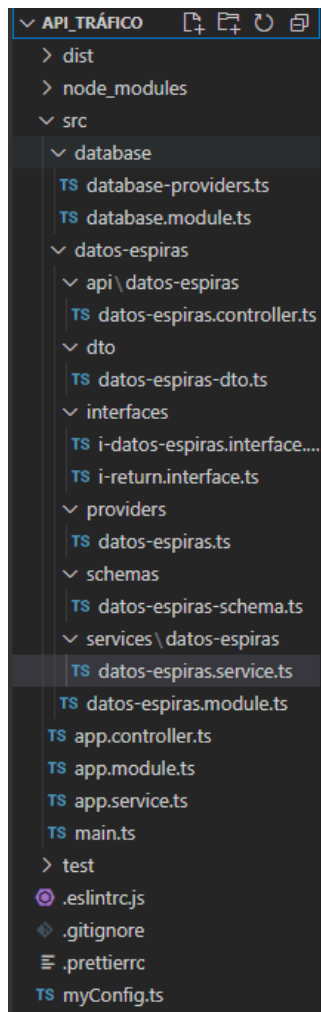 API_TRÁFICO
dist
node_modules
src
database
TS database-providers.ts
TS database.module.ts
datos-espiras
api\datos-espiras
TS datos-espiras.controller.ts
dto
TS datos-espiras-dto.ts
interfaces
TS i-datos-espiras.interface....
TS i-return.interface.ts
providers
TS datos-espiras.ts
schemas
TS datos-espiras-schema.ts
services\datos-espiras
TS datos-espiras.service.ts
TS datos-espiras.module.ts
TS app.controller.ts
TS app.module.ts
TS app.service.ts
TS main.ts
test
.eslintrc.js
.gitignore
.prettierrc
TS myConfig.ts